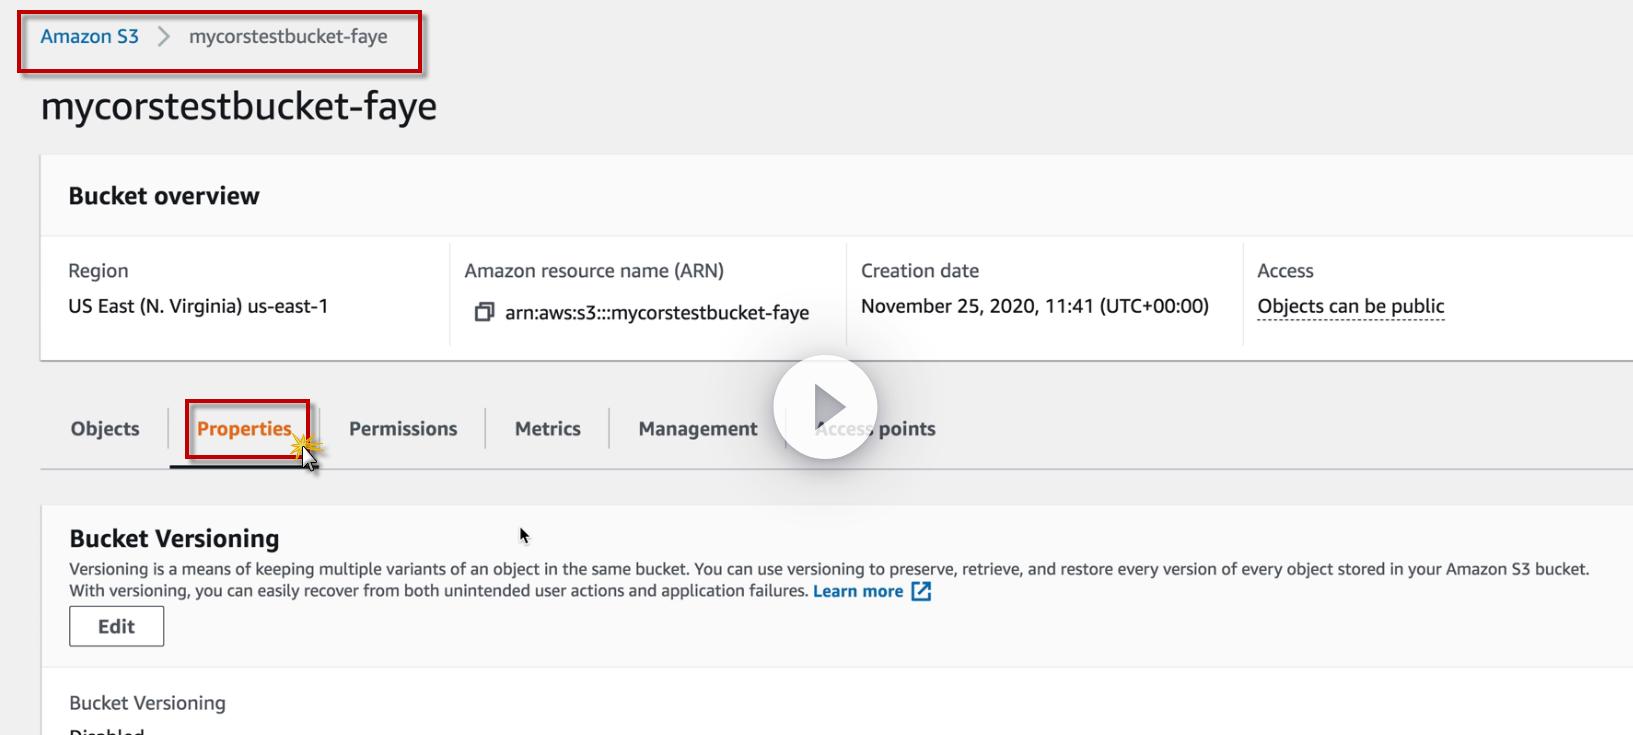 Amazon S3 > mycorstestbucket-faye
mycorstestbucket-faye
Bucket overview
Region
US East (N. Virginia) us-east-1
Amazon resource name (ARN)
arn:aws:s3:::mycorstestbucket-faye
Creation date
November 25, 2020, 11:41 (UTC+00:00)
Access
Objects can be public
Objects
Properties
Permissions
Metrics
Management
Access points
Bucket Versioning
Versioning is a means of keeping multiple variants of an object in the same bucket. You can use versioning to preserve, retrieve, and restore every version of every object stored in your Amazon S3 bucket.
With versioning, you can easily recover from both unintended user actions and application failures. Learn more
Edit
Bucket Versioning
Disabled